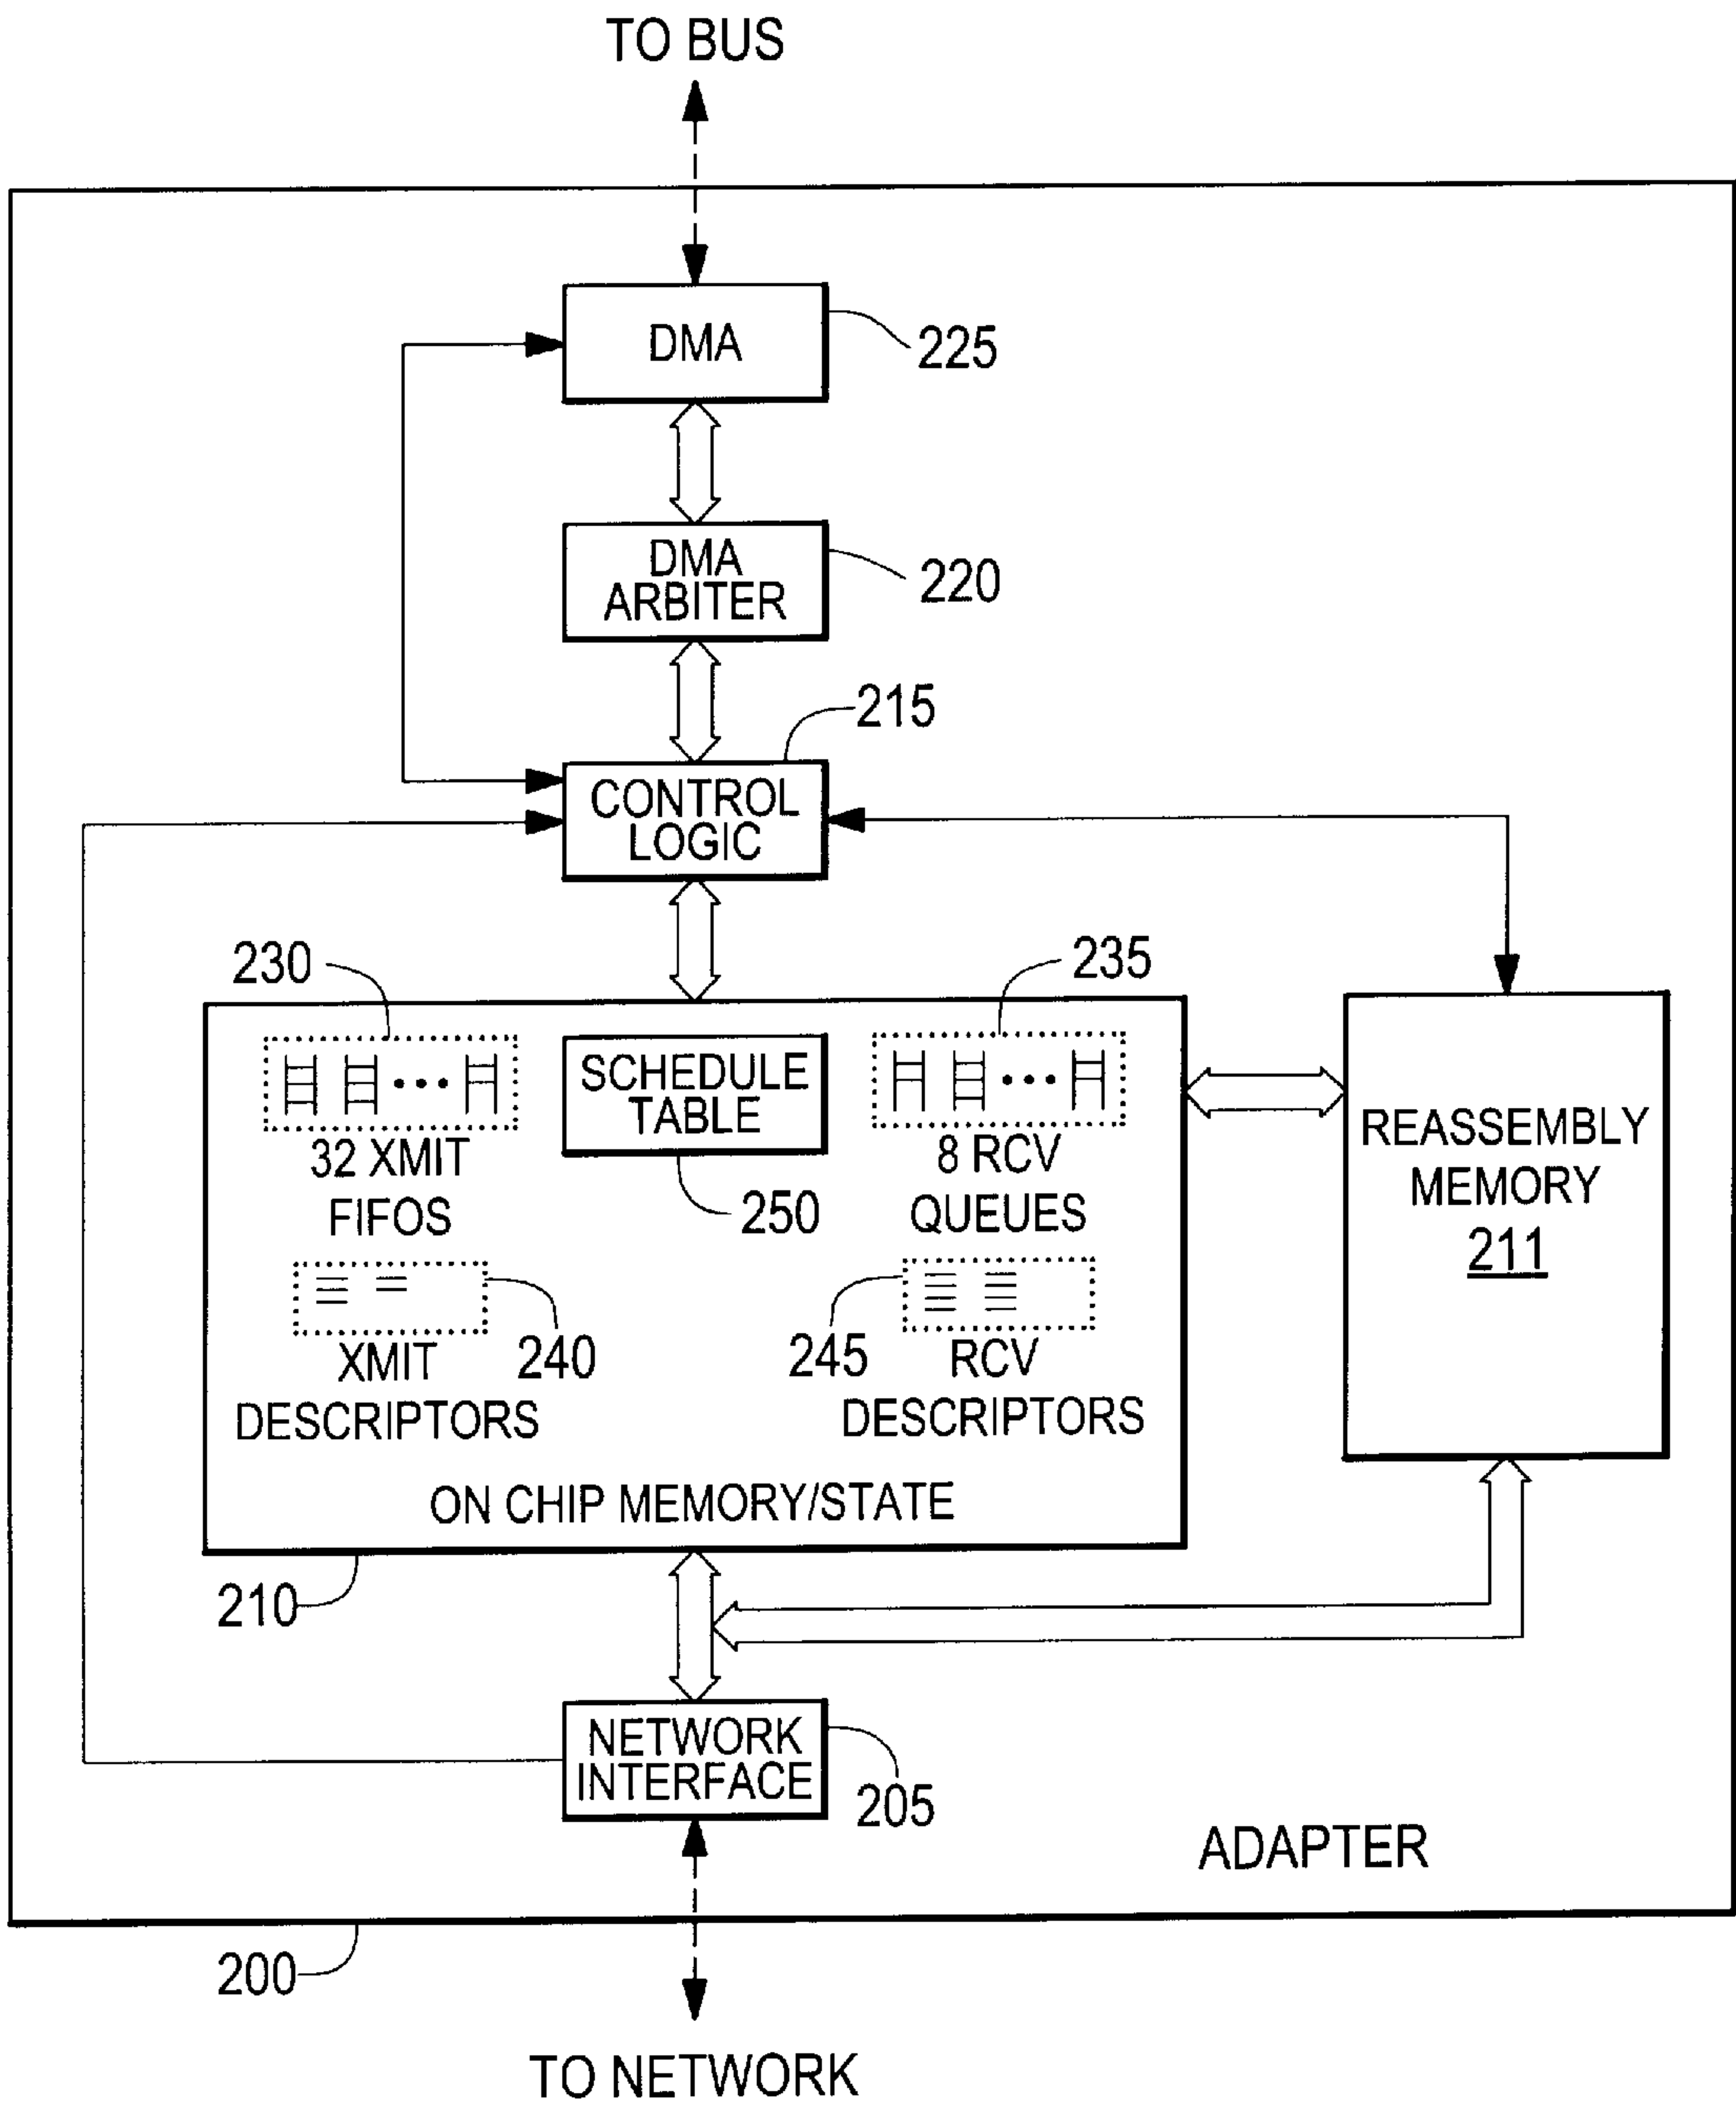 TO BUS
DMA
225
DMA
ARBITER
220
215
CONTROL
LOGIC
230
235
SCHEDULE
TABLE
32 XMIT
FIFOS
250
8 RCV
QUEUES
REASSEMBLY
MEMORY
211
240
245
XMIT
DESCRIPTORS
RCV
DESCRIPTORS
ON CHIP MEMORY/STATE
210
NETWORK
INTERFACE
205
ADAPTER
200
TO NETWORK